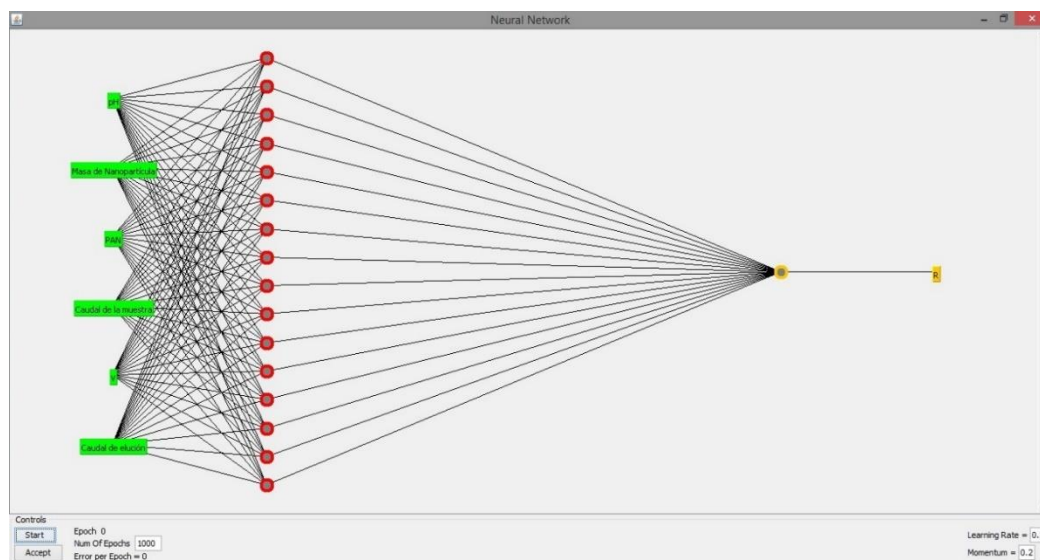 Neural Network
pH
Masa de Nanopartícula
PAN
Caudal de la muestra
V
Caudal de elución
R
Controls
Start
Accept
Epoch 0
Num Of Epochs 1000
Error per Epoch = 0
Learning Rate = 0.
Momentum = 0.2